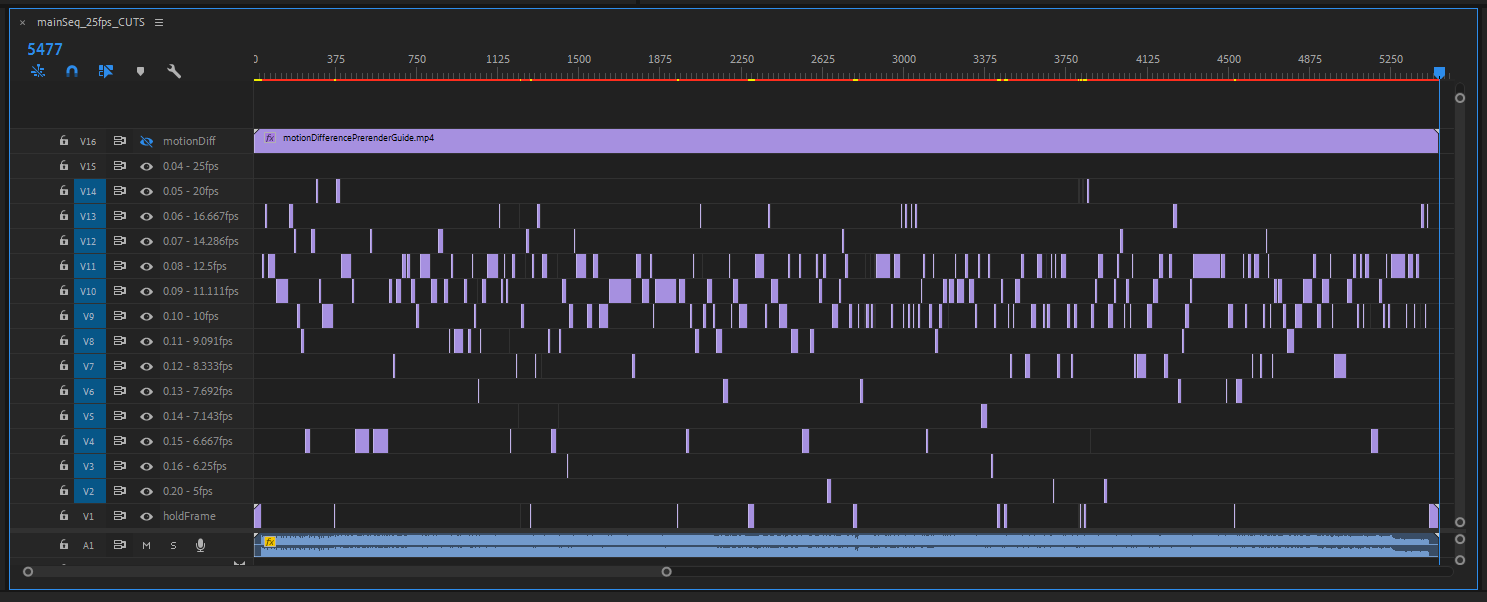 × mainSeq_25fps_CUTS ≡
5477
0 375 750 1125 1500 1875 2250 2625 3000 3375 3750 4125 4500 4875 5250
V16 motionDiff fx motionDifferencePrerenderGuide.mp4
V15 0.04 - 25fps
V14 0.05 - 20fps
V13 0.06 - 16.667fps
V12 0.07 - 14.286fps
V11 0.08 - 12.5fps
V10 0.09 - 11.111fps
V9 0.10 - 10fps
V8 0.11 - 9.091fps
V7 0.12 - 8.333fps
V6 0.13 - 7.692fps
V5 0.14 - 7.143fps
V4 0.15 - 6.667fps
V3 0.16 - 6.25fps
V2 0.20 - 5fps
V1 holdFrame
A1 M S fx